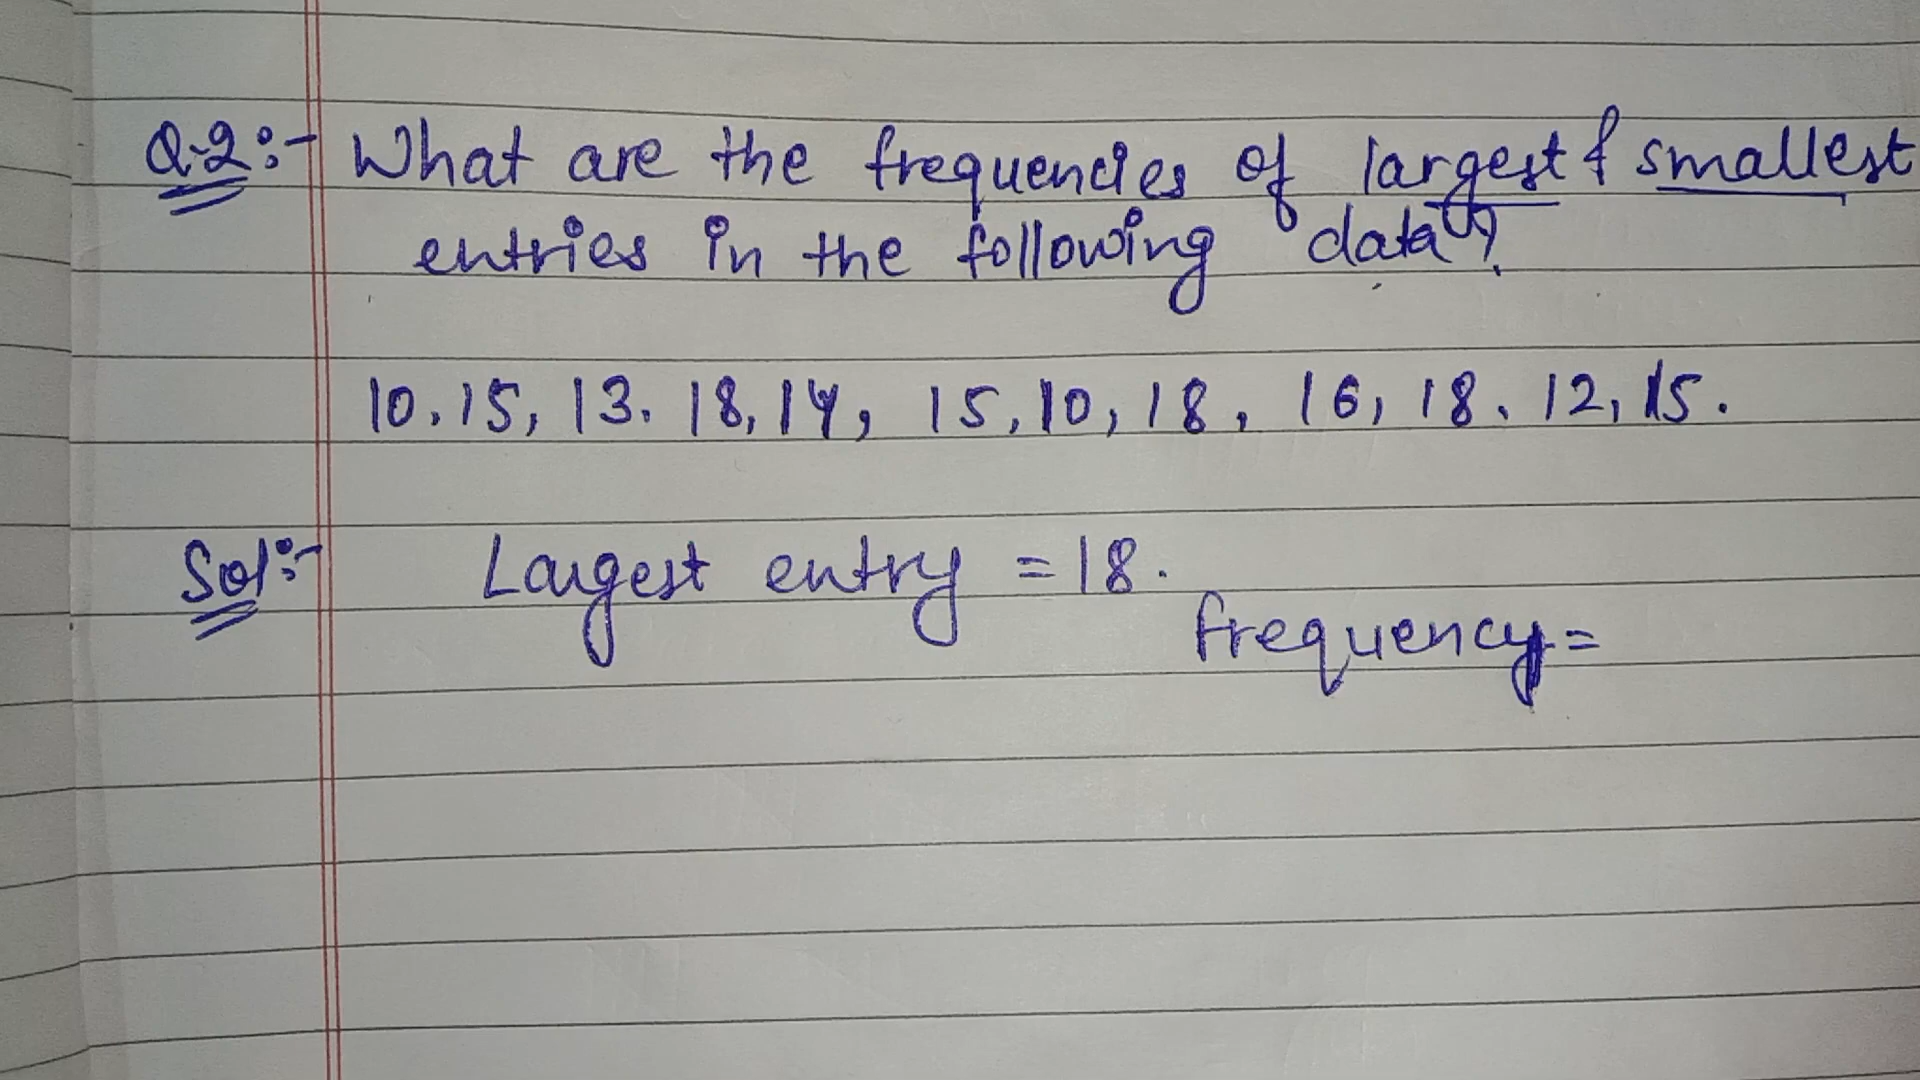 Q.2:- What are the frequencies of largest & smallest
entries in the following data?
10, 15, 13, 18, 14, 15, 10, 18, 16, 18, 12, 15.
Sol:- Largest entry = 18.
frequency =